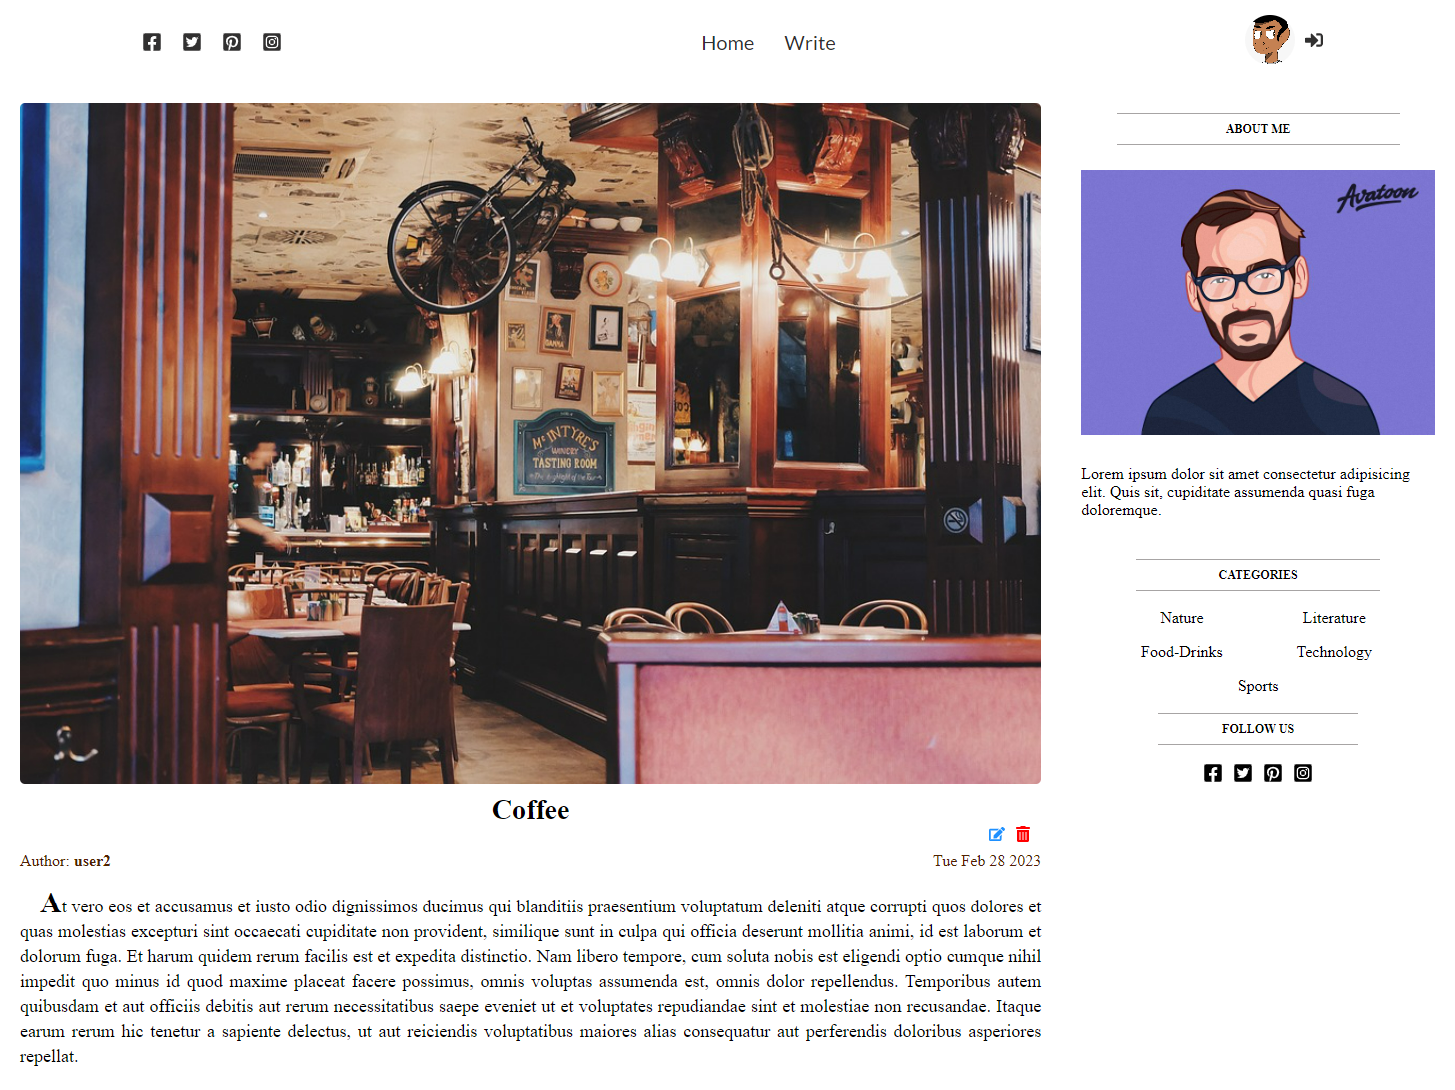 Home Write
ABOUT ME
Avatoon
McINTYRE'S
WINERY
TASTING ROOM
Lorem ipsum dolor sit amet consectetur adipisicing
elit. Quis sit, cupiditate assumenda quasi fuga
doloremque.
CATEGORIES
Nature Literature
Food-Drinks Technology
Sports
FOLLOW US
Coffee
Author: user2 Tue Feb 28 2023
At vero eos et accusamus et iusto odio dignissimos ducimus qui blanditiis praesentium voluptatum deleniti atque corrupti quos dolores et
quas molestias excepturi sint occaecati cupiditate non provident, similique sunt in culpa qui officia deserunt mollitia animi, id est laborum et
dolorum fuga. Et harum quidem rerum facilis est et expedita distinctio. Nam libero tempore, cum soluta nobis est eligendi optio cumque nihil
impedit quo minus id quod maxime placeat facere possimus, omnis voluptas assumenda est, omnis dolor repellendus. Temporibus autem
quibusdam et aut officiis debitis aut rerum necessitatibus saepe eveniet ut et voluptates repudiandae sint et molestiae non recusandae. Itaque
earum rerum hic tenetur a sapiente delectus, ut aut reiciendis voluptatibus maiores alias consequatur aut perferendis doloribus asperiores
repellat.